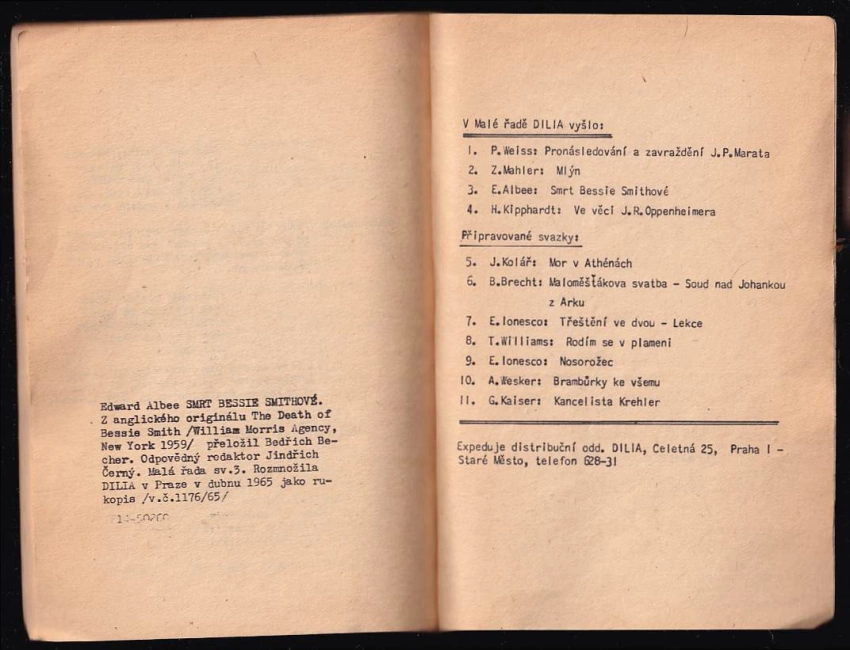 Edward Albee SMRT BESSIE SMITHOVÉ.
Z anglického originálu The Death of
Bessie Smith /William Morris Agency,
New York 1959/ přeložil Bedřich Be-
cher. Odpovědný redaktor Jindřich
Černý. Malá řada sv.3. Rozmnožila
DILIA v Praze v dubnu 1965 jako ru-
kopis /v.č.1176/65/
V Malé řadě DILIA vyšlo:
1. P.Weiss: Pronásledování a zavraždění J.P.Marata
2. Z.Mahler: Mlýn
3. E.Albee: Smrt Bessie Smithové
4. H.Kipphardt: Ve věci J.R.Oppenheimera
Připravované svazky:
5. J.Kolář: Mor v Athénách
6. B.Brecht: Maloměšťákova svatba - Soud nad Johankou
z Arku
7. E.Ionesco: Třeštění ve dvou - Lekce
8. T.Williams: Rodím se v plameni
9. E.Ionesco: Nosorožec
10. A.Wesker: Brambůrky ke všemu
11. G.Kaiser: Kancelista Krehler
Expeduje distribuční odd. DILIA, Celetná 25, Praha 1 -
Staré Město, telefon 628-31